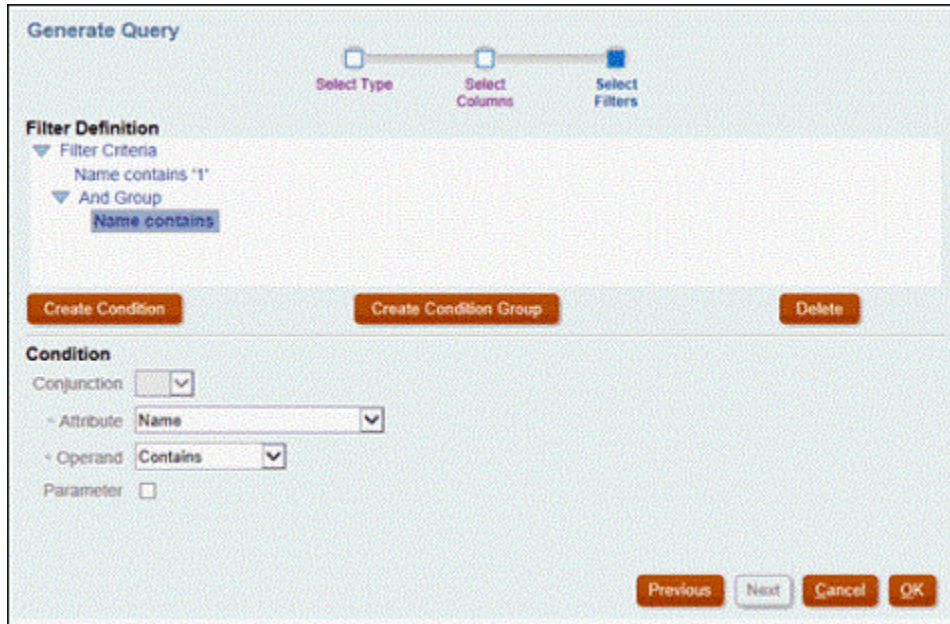 Generate Query
Select Type
Select
Columns
Select
Filters
Filter Definition
Filter Criteria
Name contains '1'
And Group
Name contains
Create Condition Create Condition Group Delete
Condition
Conjunction
* Attribute Name
* Operand Contains
Parameter
Previous Next Cancel OK